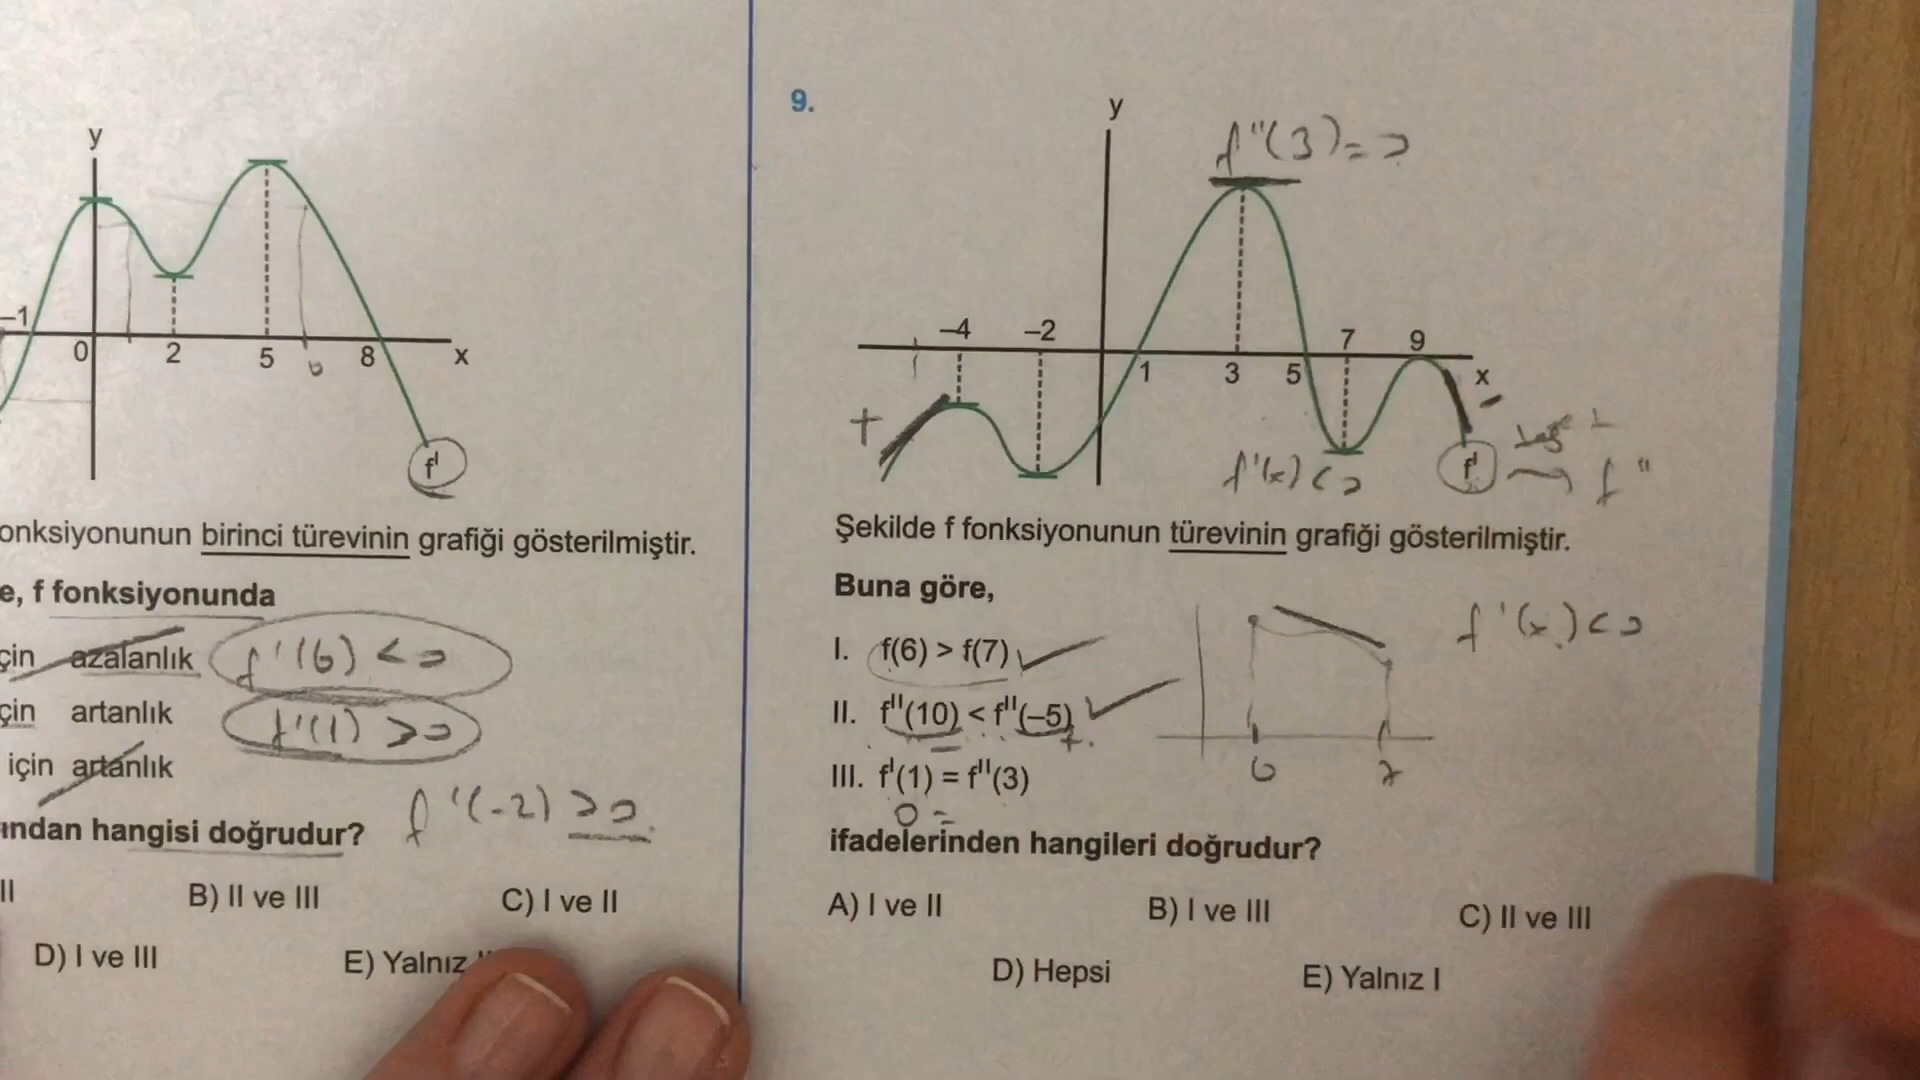 y
–1
0
2
5
6
8
x
f'
onksiyonunun birinci türevinin grafiği gösterilmiştir.
e, f fonksiyonunda
çin azalanlık f'(6) < 0
çin artanlık f'(1) > 0
için artanlık
f'(-2) > 0
ından hangisi doğrudur?
II
B) II ve III
C) I ve II
D) I ve III
E) Yalnız
9.
y
f''(3) = 0
–4
–2
1
3
5
7
9
x
+
-
f'(x) < 0
f'
f''
Şekilde f fonksiyonunun türevinin grafiği gösterilmiştir.
Buna göre,
I. f(6) > f(7)
f'(x) < 0
II. f''(10) < f''(–5)
- +
III. f'(1) = f''(3)
0 =
6 7
ifadelerinden hangileri doğrudur?
A) I ve II
B) I ve III
C) II ve III
D) Hepsi
E) Yalnız I